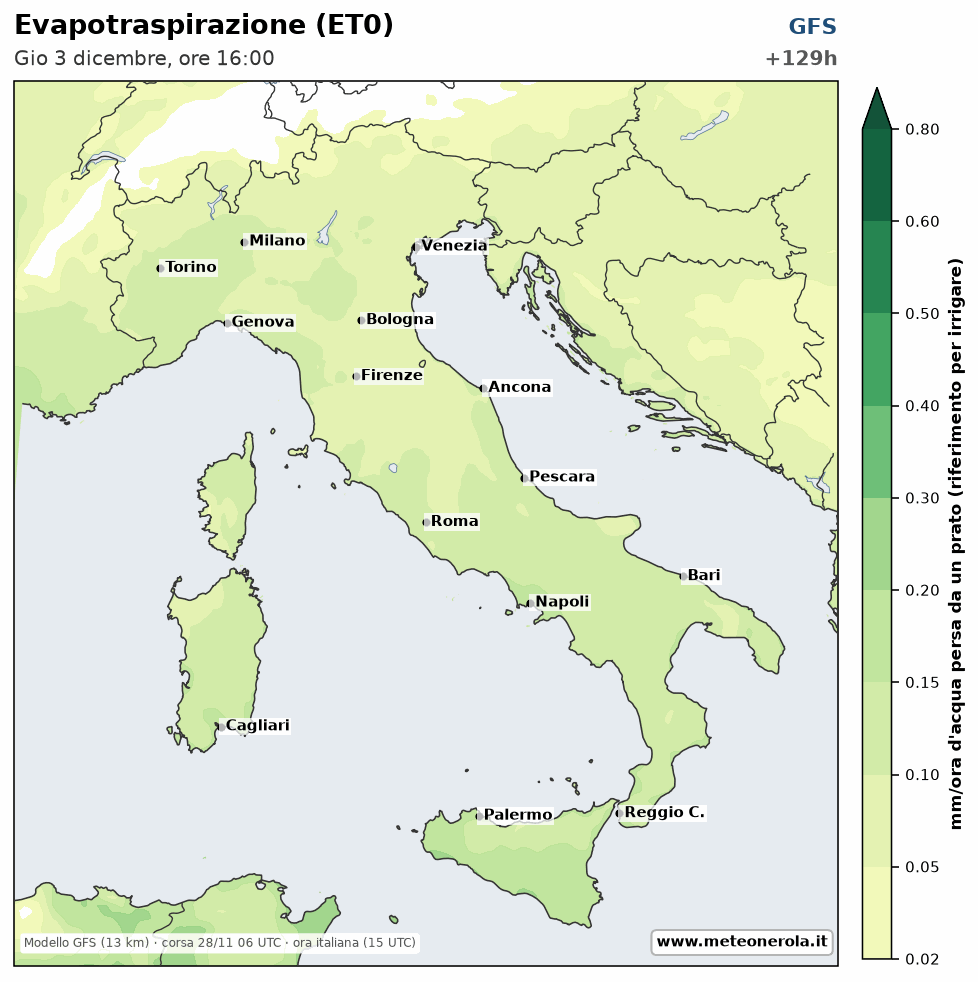 Evapotraspirazione (ET0)
GFS
Gio 3 dicembre, ore 16:00
+129h
Milano
Venezia
Torino
Genova
Bologna
Firenze
Ancona
Pescara
Roma
Bari
Napoli
Cagliari
Palermo
Reggio C.
0.80
0.60
0.50
0.40
0.30
0.20
0.15
0.10
0.05
0.02
mm/ora d'acqua persa da un prato (riferimento per irrigare)
Modello GFS (13 km) · corsa 28/11 06 UTC · ora italiana (15 UTC)
www.meteonerola.it